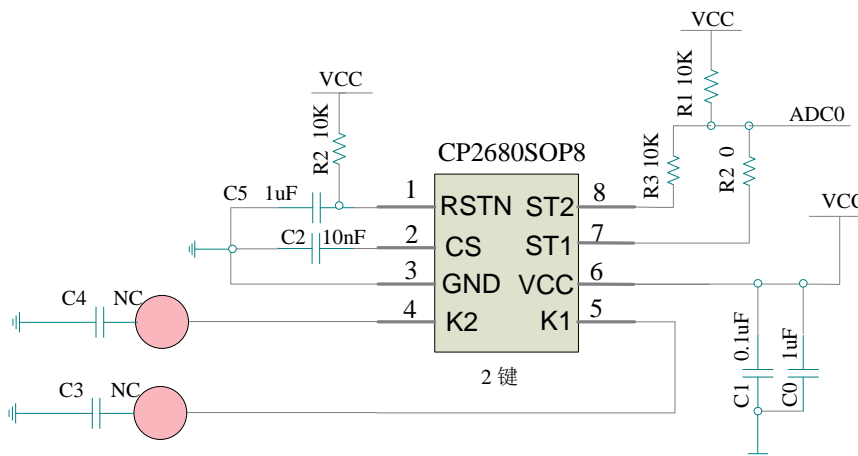 VCC
R1 10K
ADC0
VCC
R2 10K
CP2680SOP8
R3 10K
R2 0
C5 1uF
1 RSTN ST2 8
C2 10nF
2 CS ST1 7
VCC
3 GND VCC 6
C4 NC
4 K2 K1 5
C3 NC
2 键
C1 0.1uF
C0 1uF